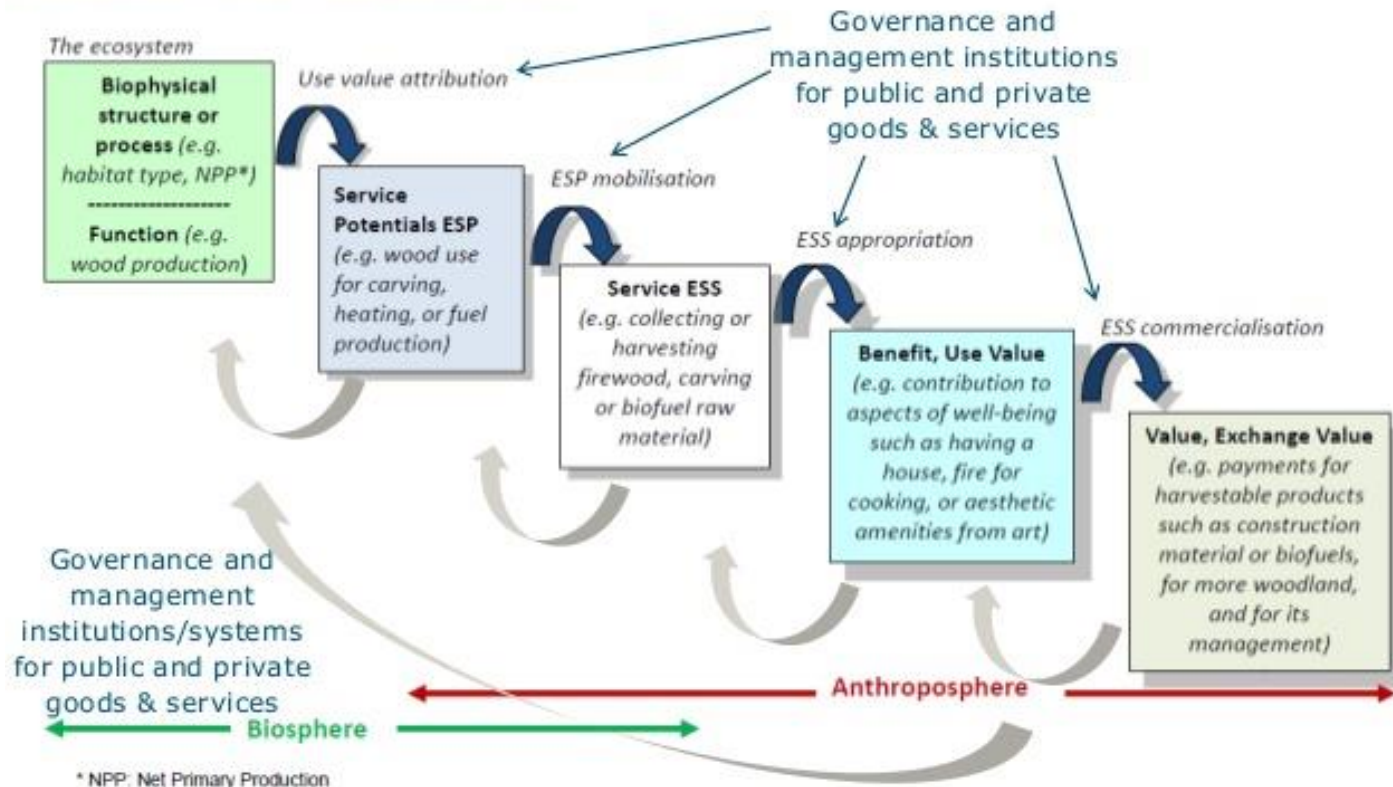 Governance and
management institutions
for public and private
goods & services
The ecosystem
Biophysical
structure or
process (e.g.
habitat type, NPP*)
-------------------
Function (e.g.
wood production)
Use value attribution
Service
Potentials ESP
(e.g. wood use
for carving,
heating, or fuel
production)
ESP mobilisation
Service ESS
(e.g. collecting or
harvesting
firewood, carving
or biofuel raw
material)
ESS appropriation
Benefit, Use Value
(e.g. contribution to
aspects of well-being
such as having a
house, fire for
cooking, or aesthetic
amenities from art)
ESS commercialisation
Value, Exchange Value
(e.g. payments for
harvestable products
such as construction
material or biofuels,
for more woodland,
and for its
management)
Governance and
management
institutions/systems
for public and private
goods & services
Anthroposphere
Biosphere
* NPP: Net Primary Production